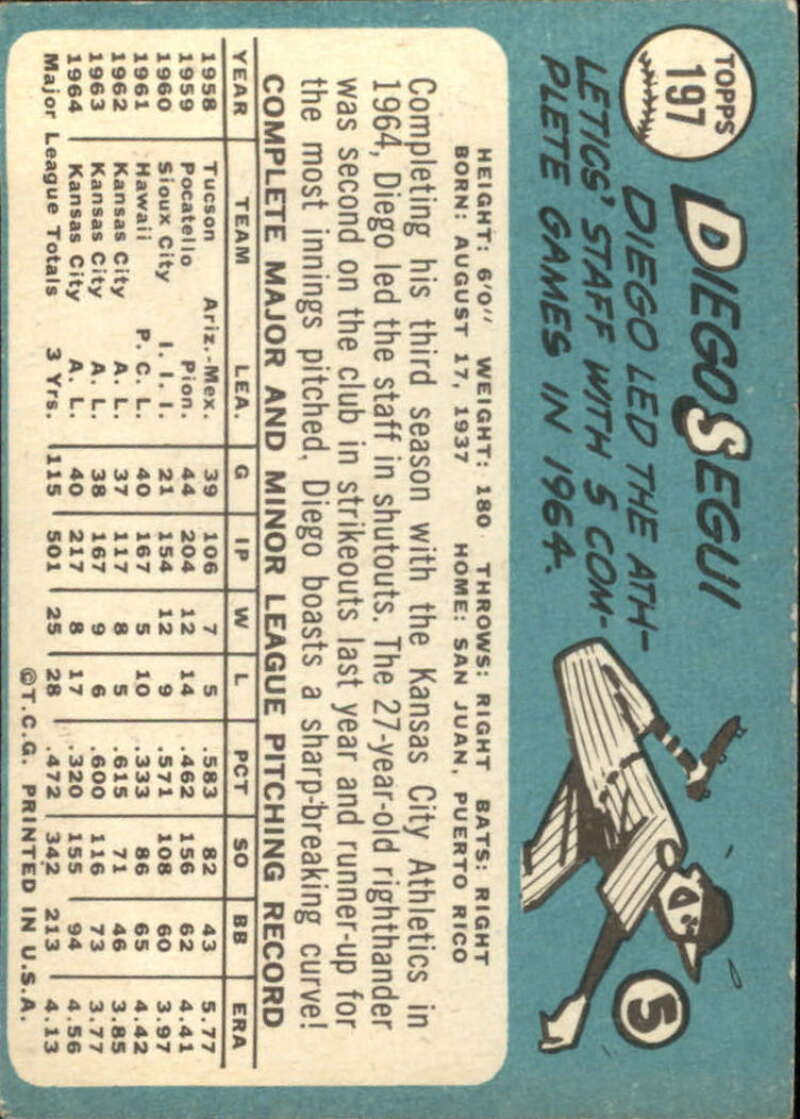 TOPPS
197
DIEGO SEGUI
DIEGO LED THE ATH-
LETICS' STAFF WITH 5 COM-
PLETE GAMES IN 1964.
5
HEIGHT: 6'0" WEIGHT: 180 THROWS: RIGHT BATS: RIGHT
BORN: AUGUST 17, 1937 HOME: SAN JUAN, PUERTO RICO
Completing his third season with the Kansas City Athletics in
1964, Diego led the staff in shutouts. The 27-year-old righthander
was second on the club in strikeouts last year and runner-up for
the most innings pitched. Diego boasts a sharp-breaking curve!
COMPLETE MAJOR AND MINOR LEAGUE PITCHING RECORD
YEAR TEAM LEA. G IP W L PCT SO BB ERA
1958 Tucson Ariz.-Mex. 39 106 7 5 .583 82 43 5.77
1959 Pocatello Pion. 44 204 12 14 .462 156 62 4.41
1960 Sioux City I. I. I. 21 154 12 9 .571 108 60 3.97
1961 Hawaii P. C. L. 40 167 5 10 .333 86 65 4.42
1962 Kansas City A. L. 37 117 8 5 .615 71 46 3.85
1963 Kansas City A. L. 38 167 9 6 .600 116 73 3.77
1964 Kansas City A. L. 40 217 8 17 .320 155 94 4.56
Major League Totals 3 Yrs. 115 501 25 28 .472 342 213 4.13
©T.C.G. PRINTED IN U.S.A.